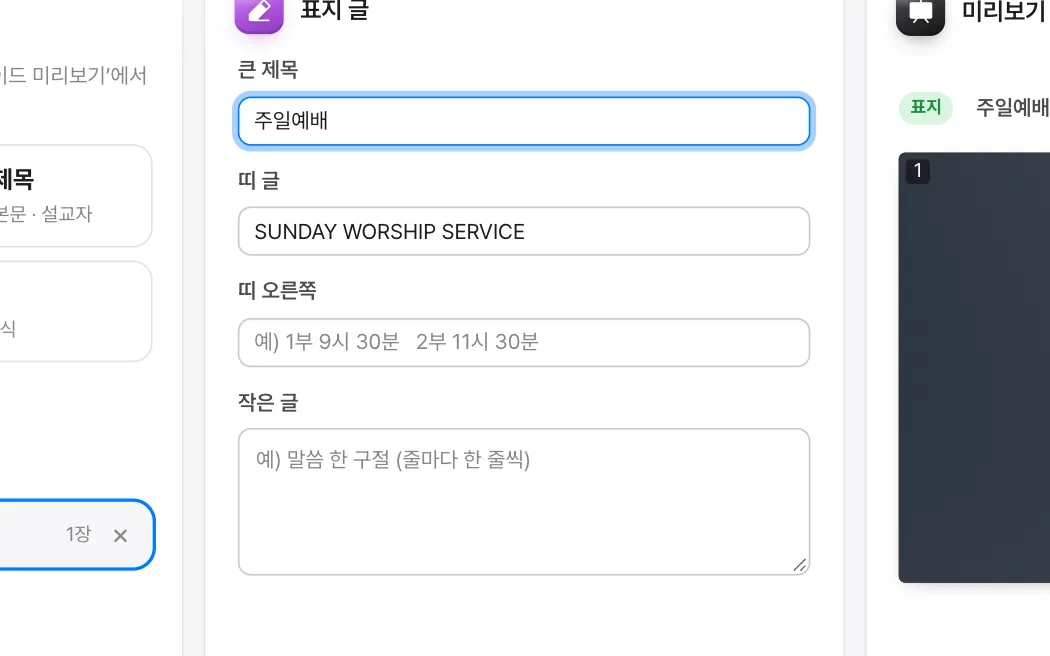 이드 미리보기’에서
제목
본문 · 설교자
식
1장 ×
표지 글
큰 제목
주일예배
띠 글
SUNDAY WORSHIP SERVICE
띠 오른쪽
예) 1부 9시 30분 2부 11시 30분
작은 글
예) 말씀 한 구절 (줄마다 한 줄씩)
미리보기
표지 주일예배
1